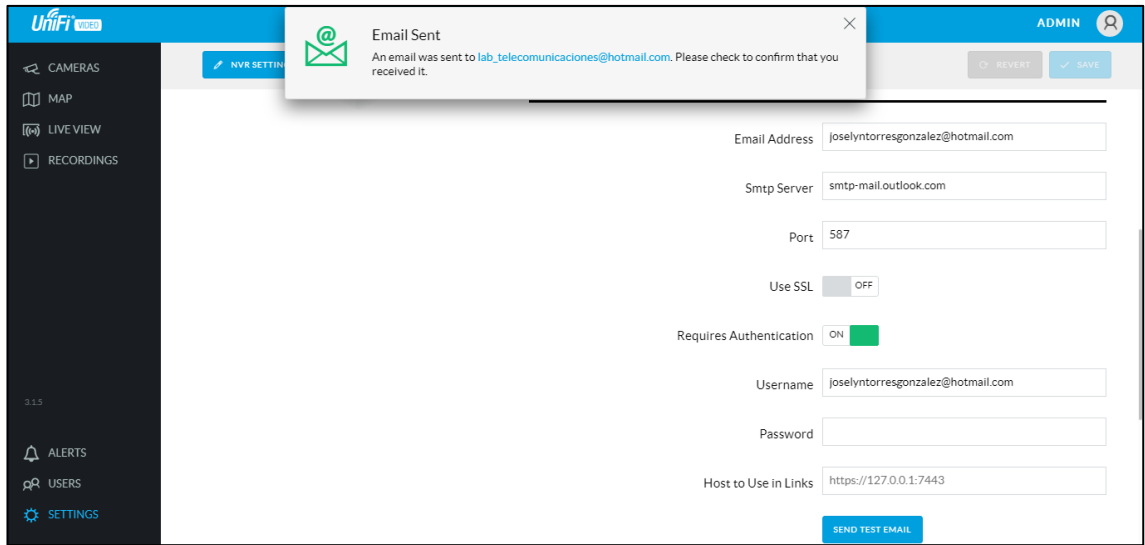 UniFi VIDEO
ADMIN
Email Sent
An email was sent to lab_telecomunicaciones@hotmail.com. Please check to confirm that you
received it.
NVR SETTIN
REVERT
SAVE
CAMERAS
MAP
LIVE VIEW
RECORDINGS
3.1.5
ALERTS
USERS
SETTINGS
Email Address joselyntorresgonzalez@hotmail.com
Smtp Server smtp-mail.outlook.com
Port 587
Use SSL OFF
Requires Authentication ON
Username joselyntorresgonzalez@hotmail.com
Password
Host to Use in Links https://127.0.0.1:7443
SEND TEST EMAIL